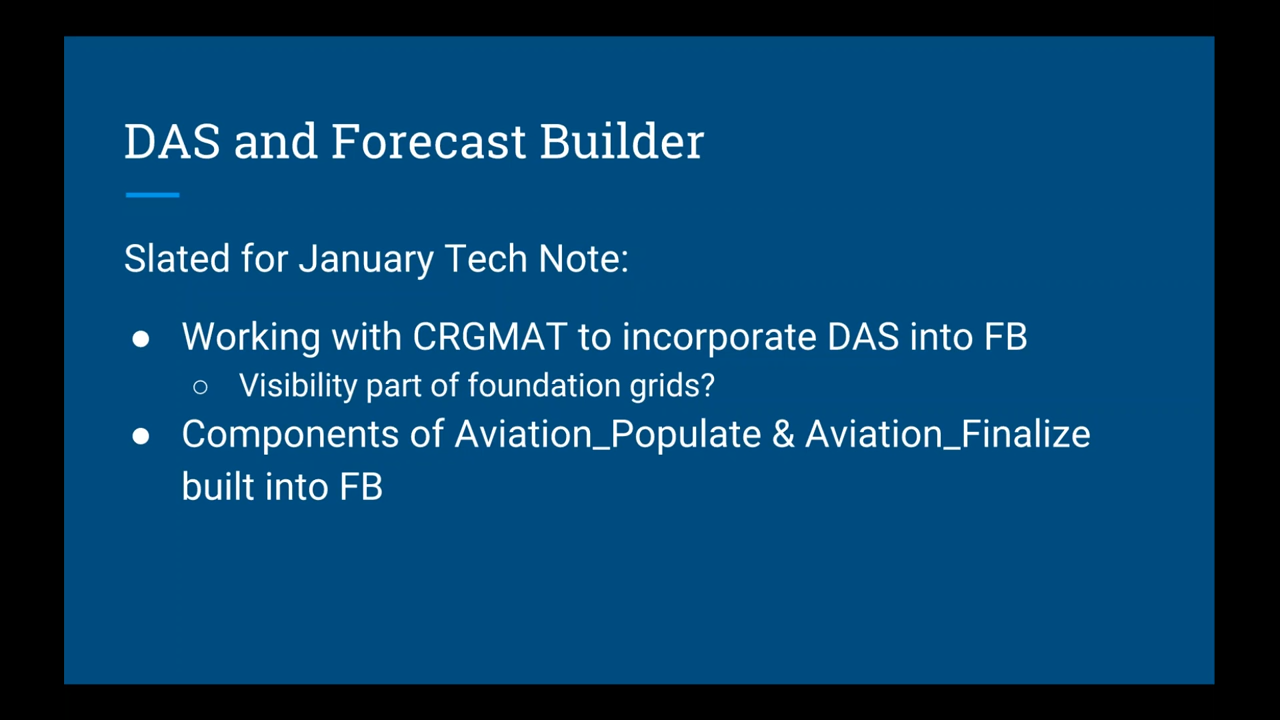 DAS and Forecast Builder
Slated for January Tech Note:
● Working with CRGMAT to incorporate DAS into FB
○ Visibility part of foundation grids?
● Components of Aviation_Populate & Aviation_Finalize
built into FB